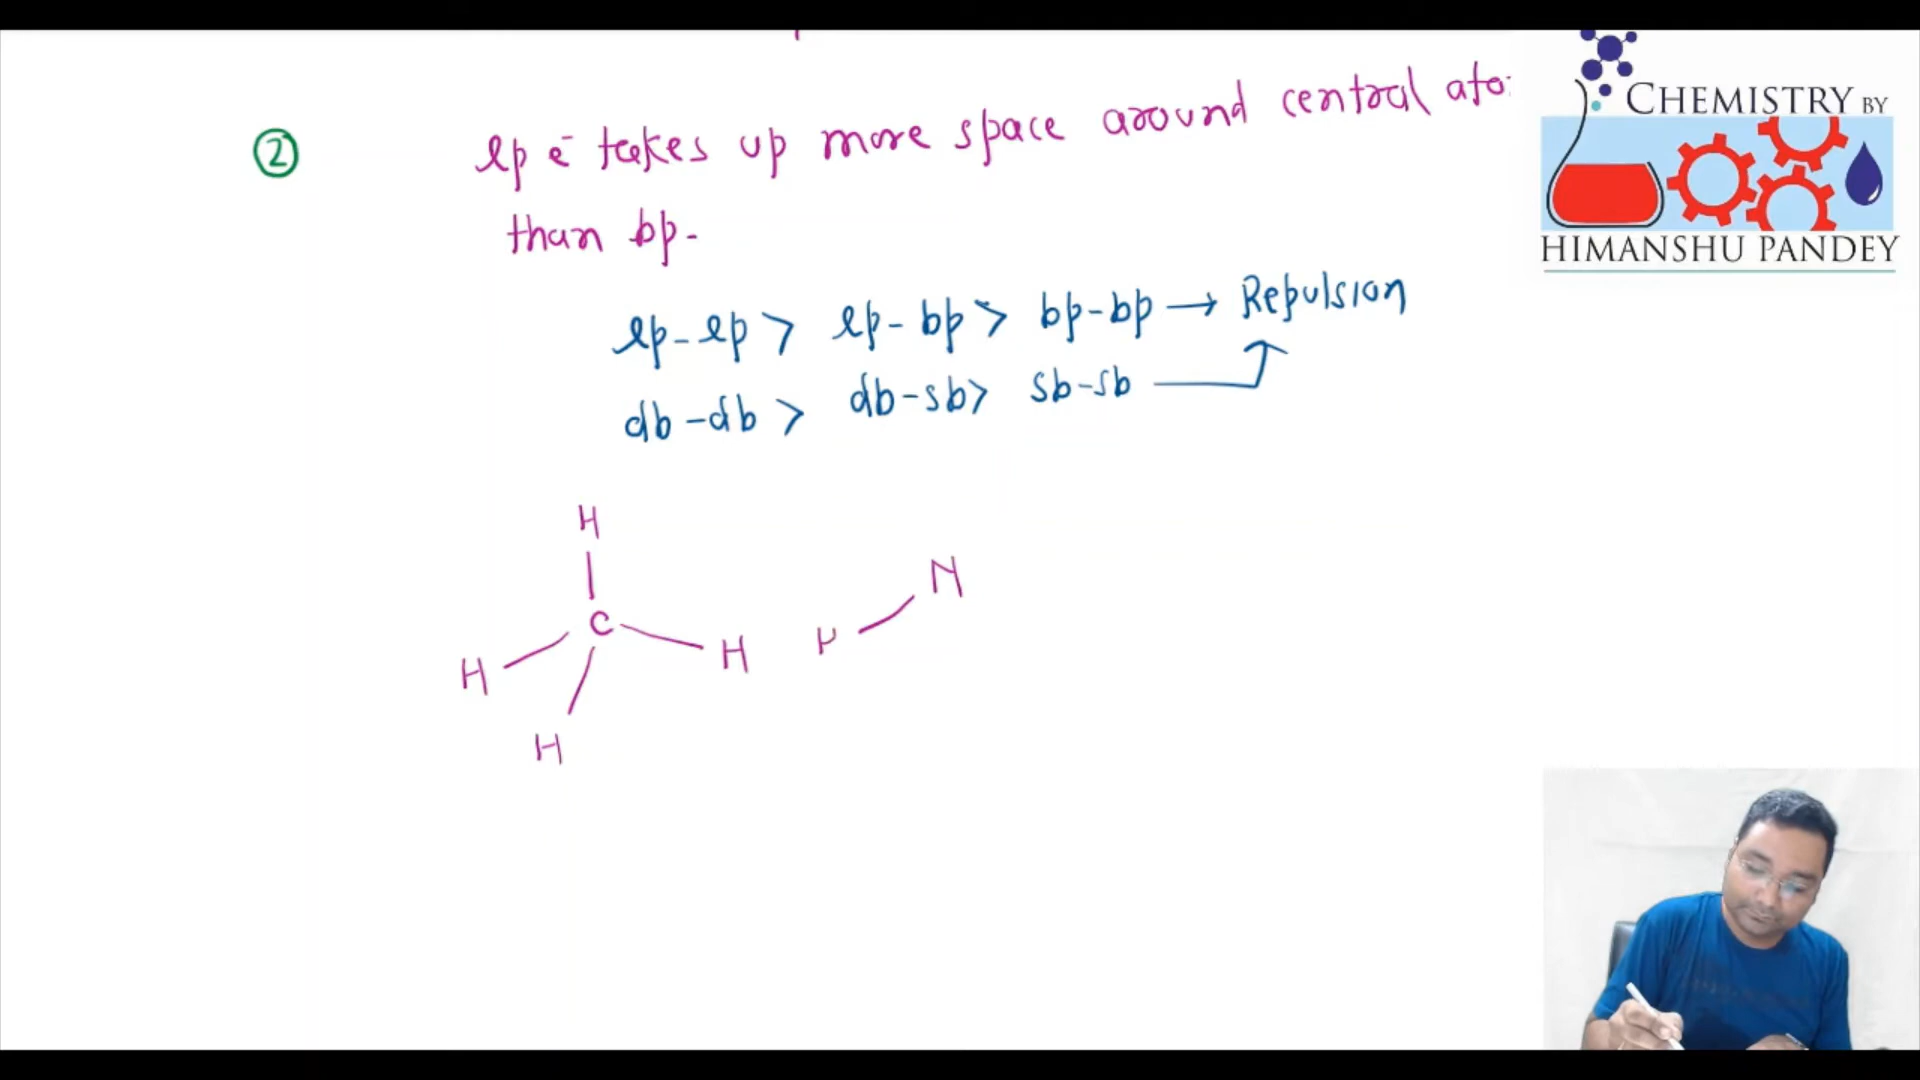 CHEMISTRY BY
HIMANSHU PANDEY
②
lp e⁻ takes up more space around central ato
than bp-
lp-lp > lp-bp > bp-bp → Repulsion
db-db > db-sb > sb-sb
H
C
H
H
H
H
N